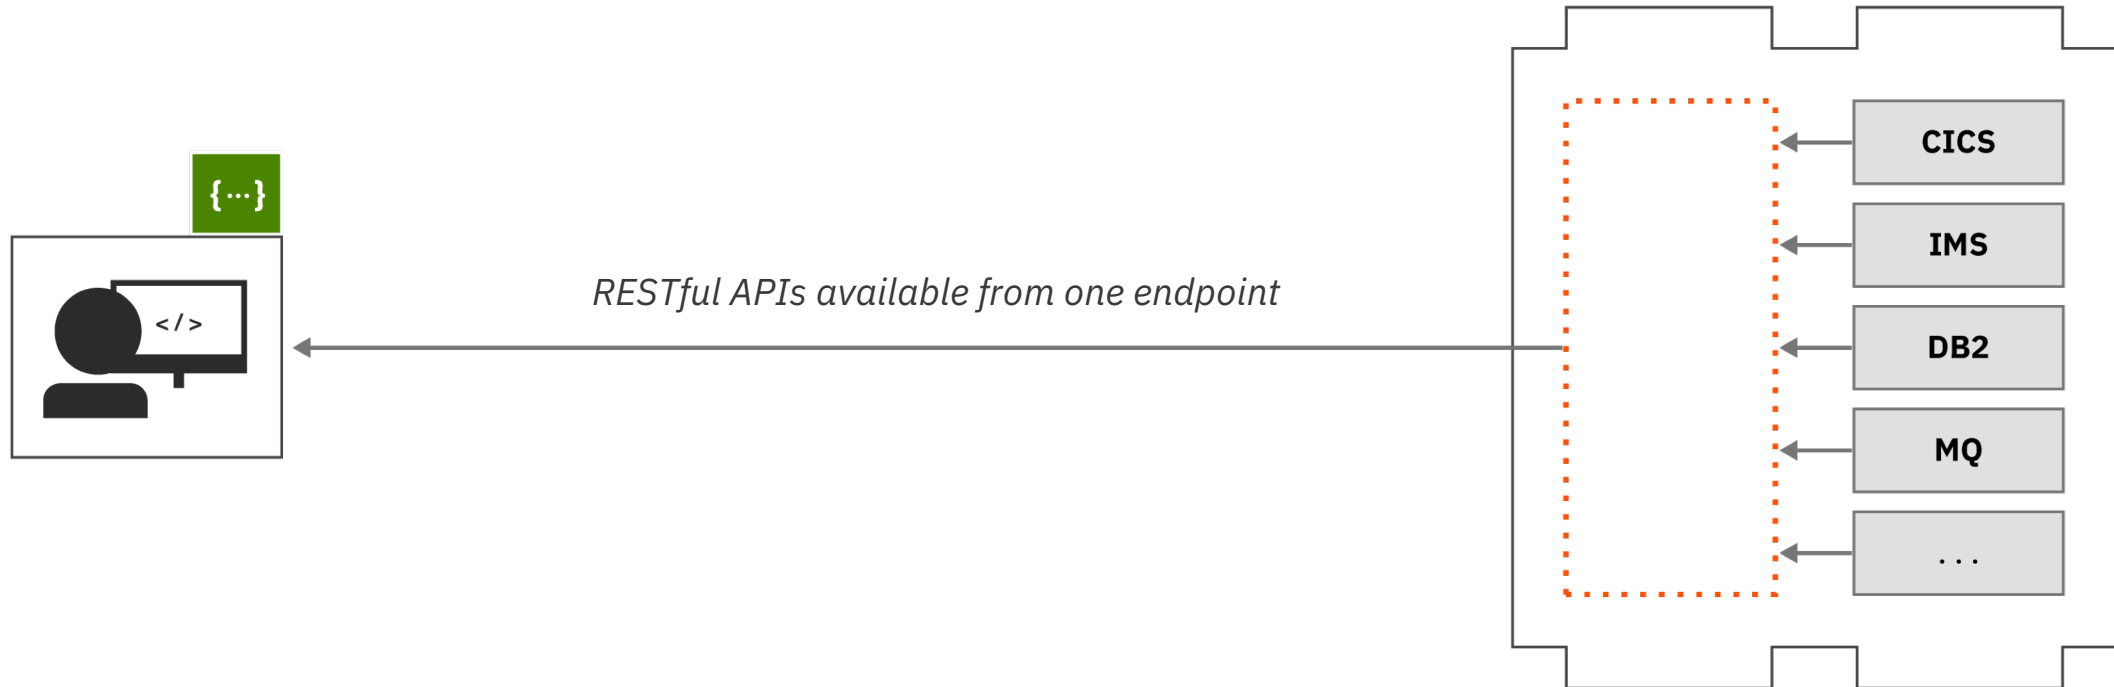 {...}
</>
RESTful APIs available from one endpoint
CICS
IMS
DB2
MQ
...